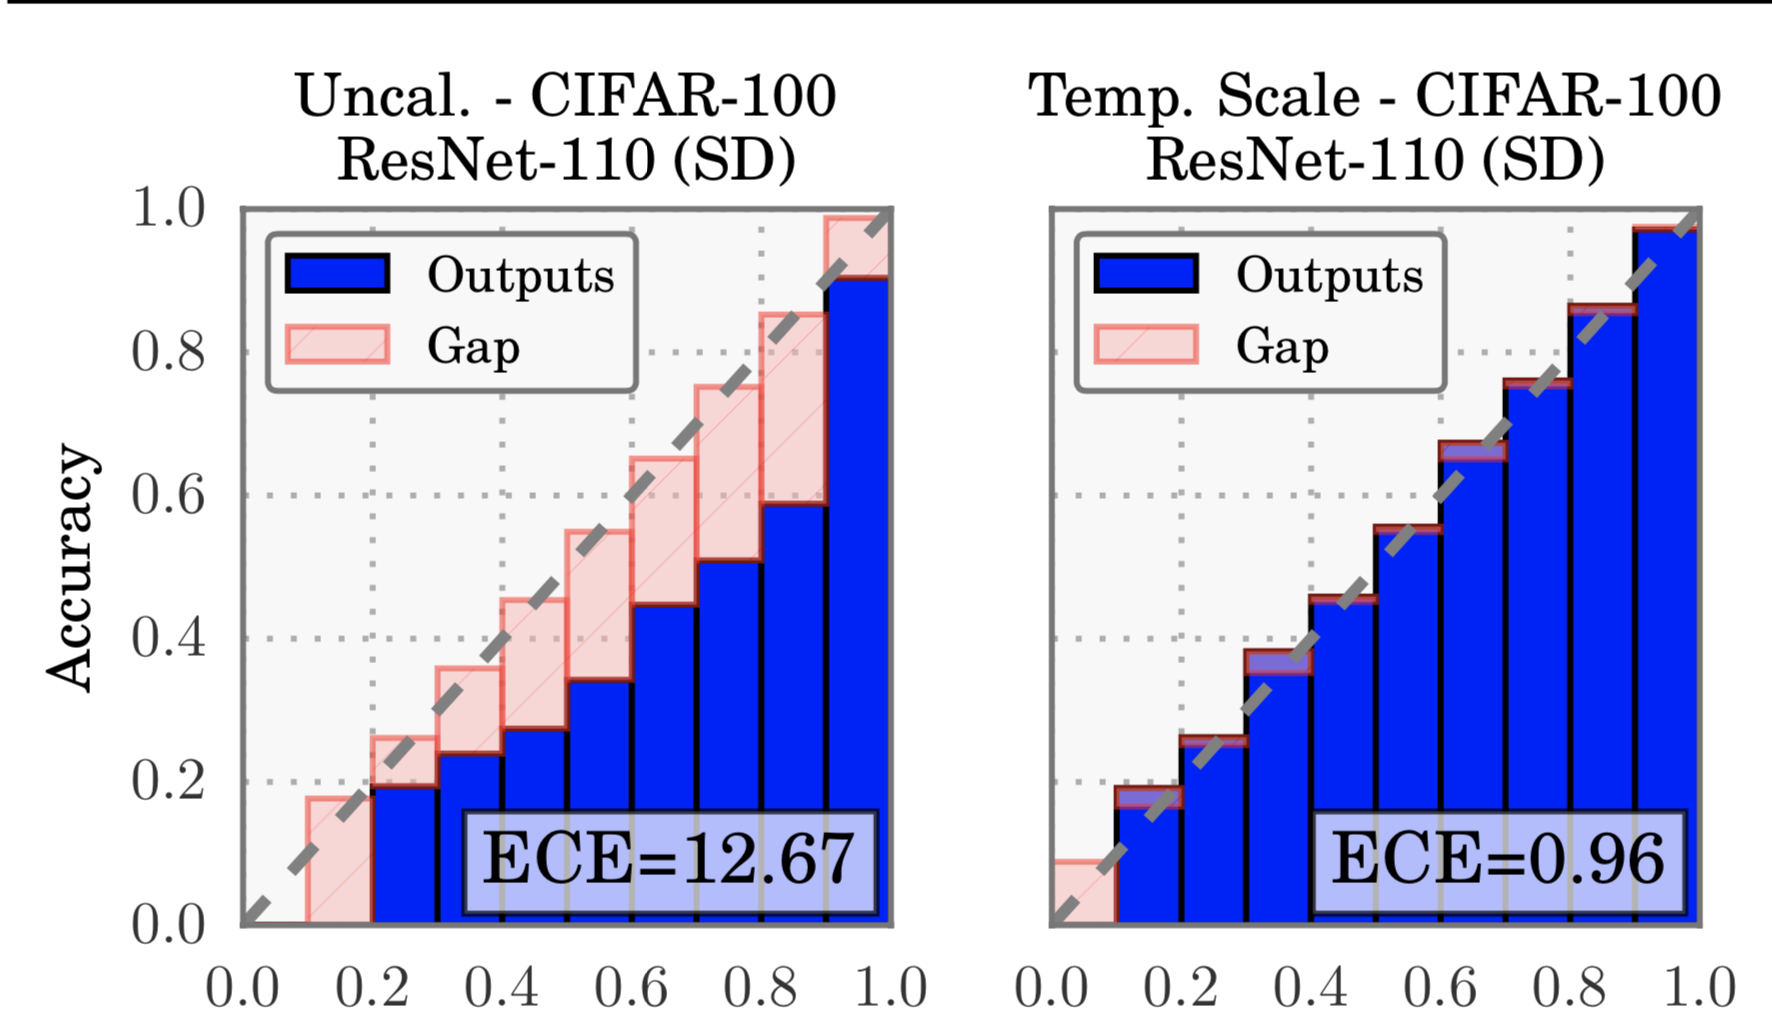 Uncal. - CIFAR-100
ResNet-110 (SD)
Temp. Scale - CIFAR-100
ResNet-110 (SD)
Accuracy
1.0
0.8
0.6
0.4
0.2
0.0
Outputs
Gap
ECE=12.67
0.0 0.2 0.4 0.6 0.8 1.0
Outputs
Gap
ECE=0.96
0.0 0.2 0.4 0.6 0.8 1.0